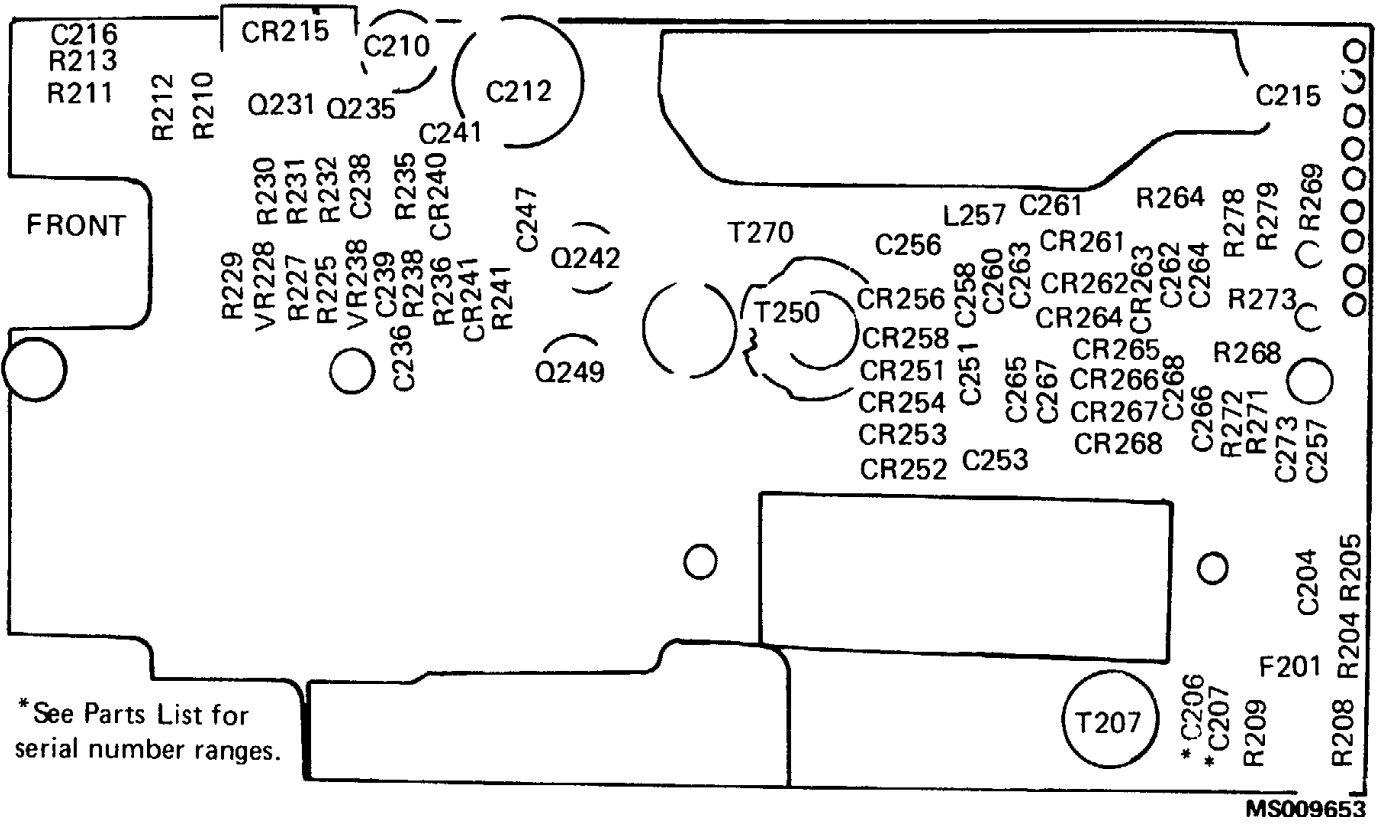 C216
R213
R211
R212
R210
CR215
C210
Q231
Q235
C212
C241
C215
R230
R231
R232
C238
R235
CR240
C247
FRONT
R229
VR228
R227
R225
VR238
C239
R238
R236
CR241
R241
C236
Q242
Q249
T270
T250
C256
L257
C261
R264
R278
R279
R269
CR256
C258
C260
C263
CR261
CR262
CR263
C262
C264
CR264
R273
CR258
CR251
CR254
CR253
CR252
C251
C265
C267
C253
CR265
CR266
CR267
CR268
C268
C266
R268
R272
R271
C273
C257
C204
R205
F201
R204
T207
*C206
*C207
R209
R208
*See Parts List for
serial number ranges.
MS009653